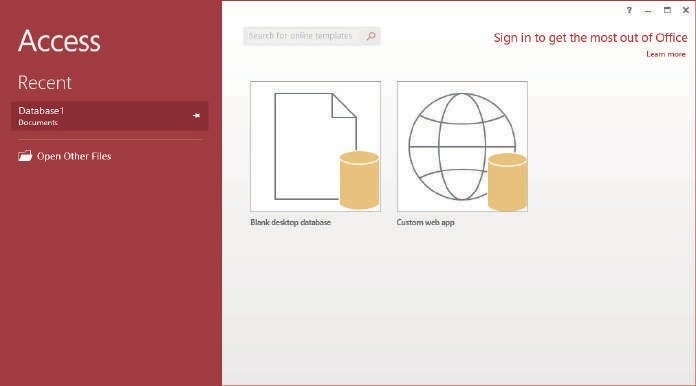 Access
Recent
Database1
Documents
Open Other Files
?
Search for online templates
Sign in to get the most out of Office
Learn more
Blank desktop database
Custom web app